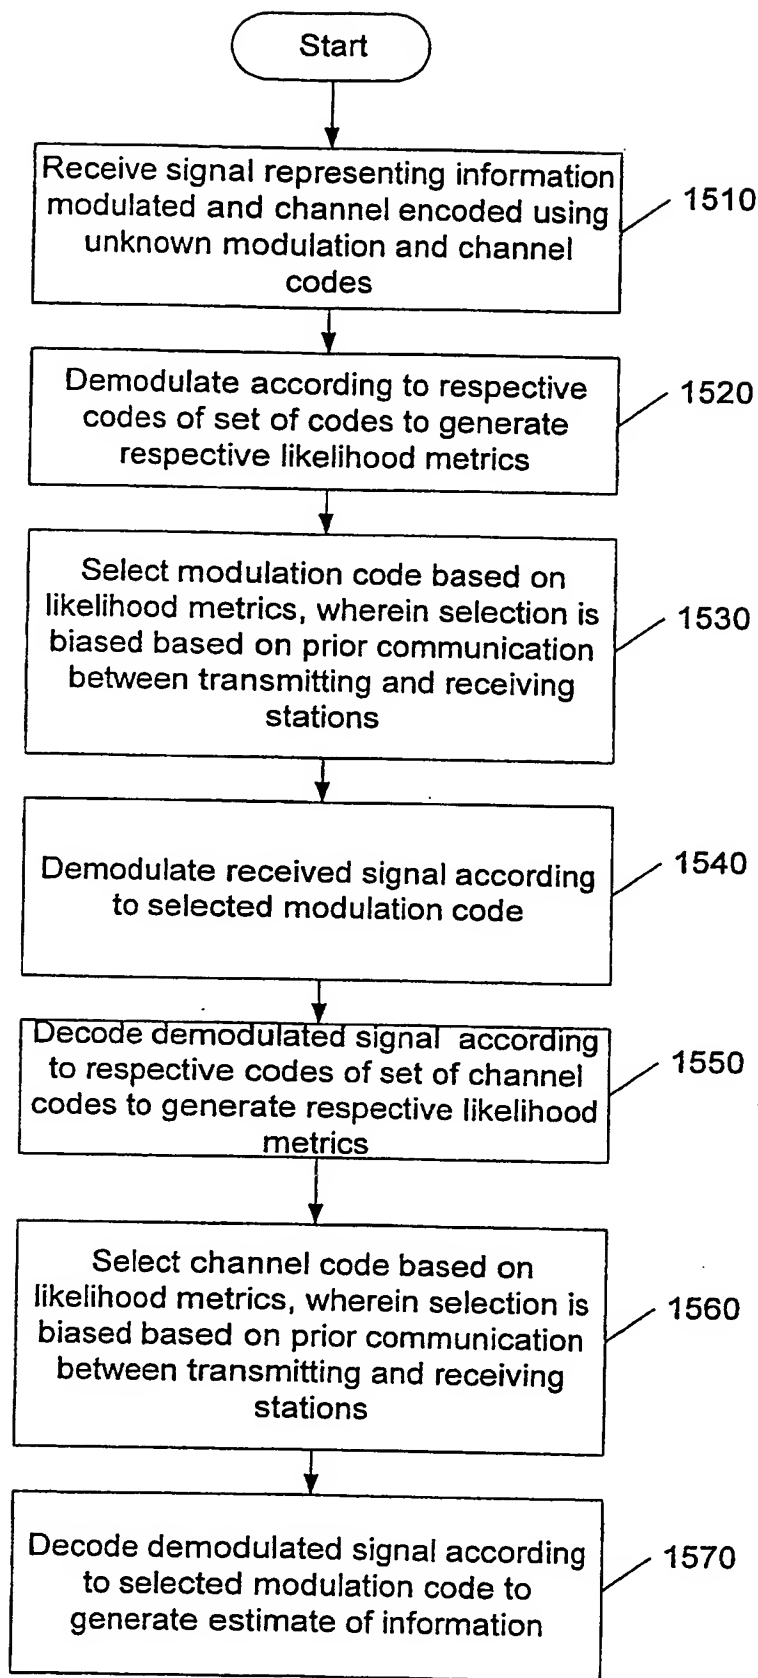 Start
Receive signal representing information
modulated and channel encoded using
unknown modulation and channel
codes
1510
Demodulate according to respective
codes of set of codes to generate
respective likelihood metrics
1520
Select modulation code based on
likelihood metrics, wherein selection is
biased based on prior communication
between transmitting and receiving
stations
1530
Demodulate received signal according
to selected modulation code
1540
Decode demodulated signal according
to respective codes of set of channel
codes to generate respective likelihood
metrics
1550
Select channel code based on
likelihood metrics, wherein selection is
biased based on prior communication
between transmitting and receiving
stations
1560
Decode demodulated signal according
to selected modulation code to
generate estimate of information
1570